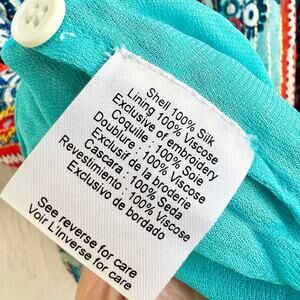 Shell 100% Silk
Lining 100% Viscose
Exclusive of embroidery
Coquille : 100% Soie
Doublure : 100% Viscose
Exclusif de la broderie
Cascara : 100% Seda
Revestimiento : 100% Viscose
Exclusivo de bordado
See reverse for care
Voir L'inverse for care